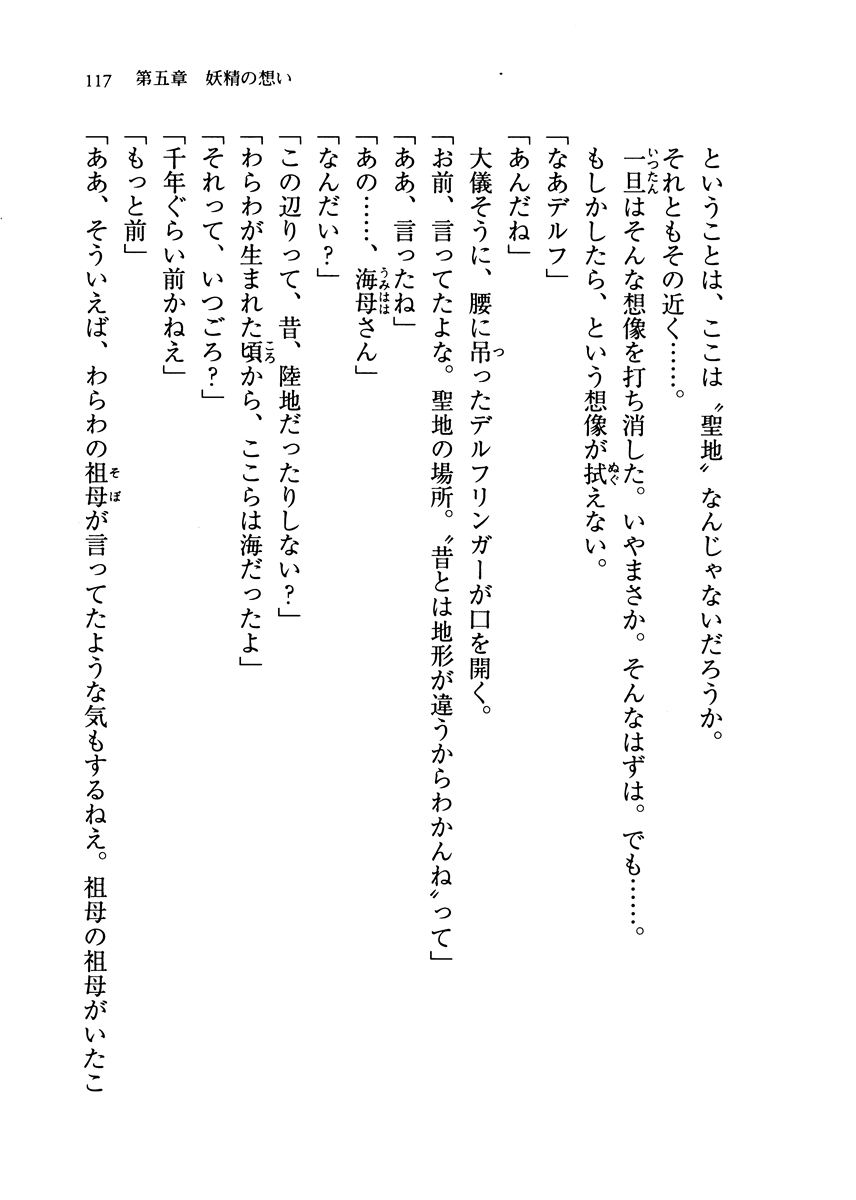 117 第五章 妖精の想い
ということは、ここは〝聖地〟なんじゃないだろうか。
それともその近く……。
一旦はそんな想像を打ち消した。いやまさか。そんなはずは。でも……。
もしかしたら、という想像が拭えない。
「なあデルフ」
「あんだね」
大儀そうに、腰に吊ったデルフリンガーが口を開く。
「お前、言ってたよな。聖地の場所。〝昔とは地形が違うからわかんね〟って」
「ああ、言ったね」
「あの……、海母さん」
「なんだい？」
「この辺りって、昔、陸地だったりしない？」
「わらわが生まれた頃から、ここらは海だったよ」
「それって、いつごろ？」
「千年ぐらい前かねえ」
「もっと前」
「ああ、そういえば、わらわの祖母が言ってたような気もするねえ。祖母の祖母がいたこ